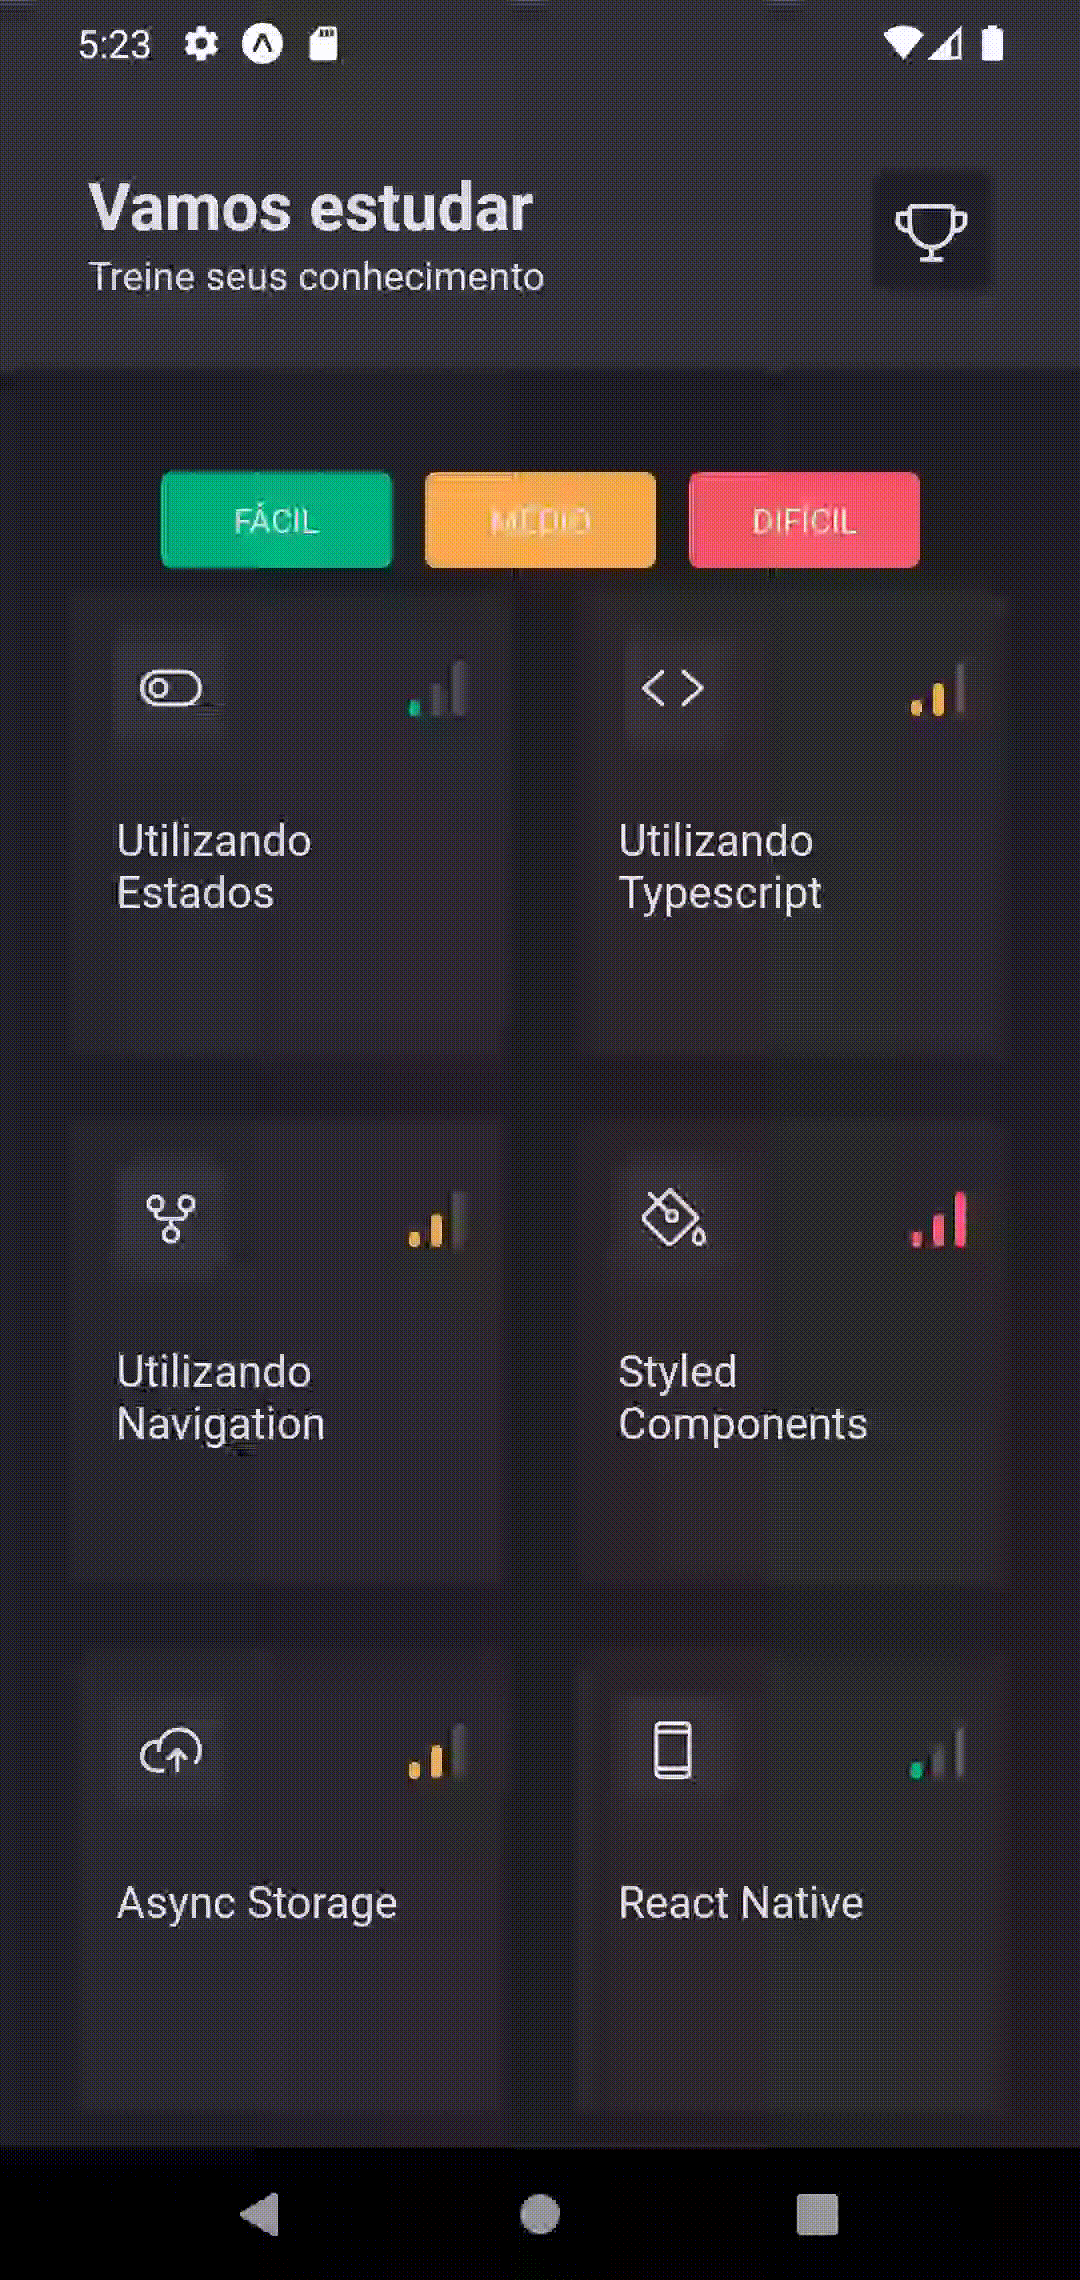 5:23
Vamos estudar
Treine seus conhecimento
FÁCIL
MÉDIO
DIFÍCIL
Utilizando
Estados
Utilizando
Typescript
Utilizando
Navigation
Styled
Components
Async Storage
React Native